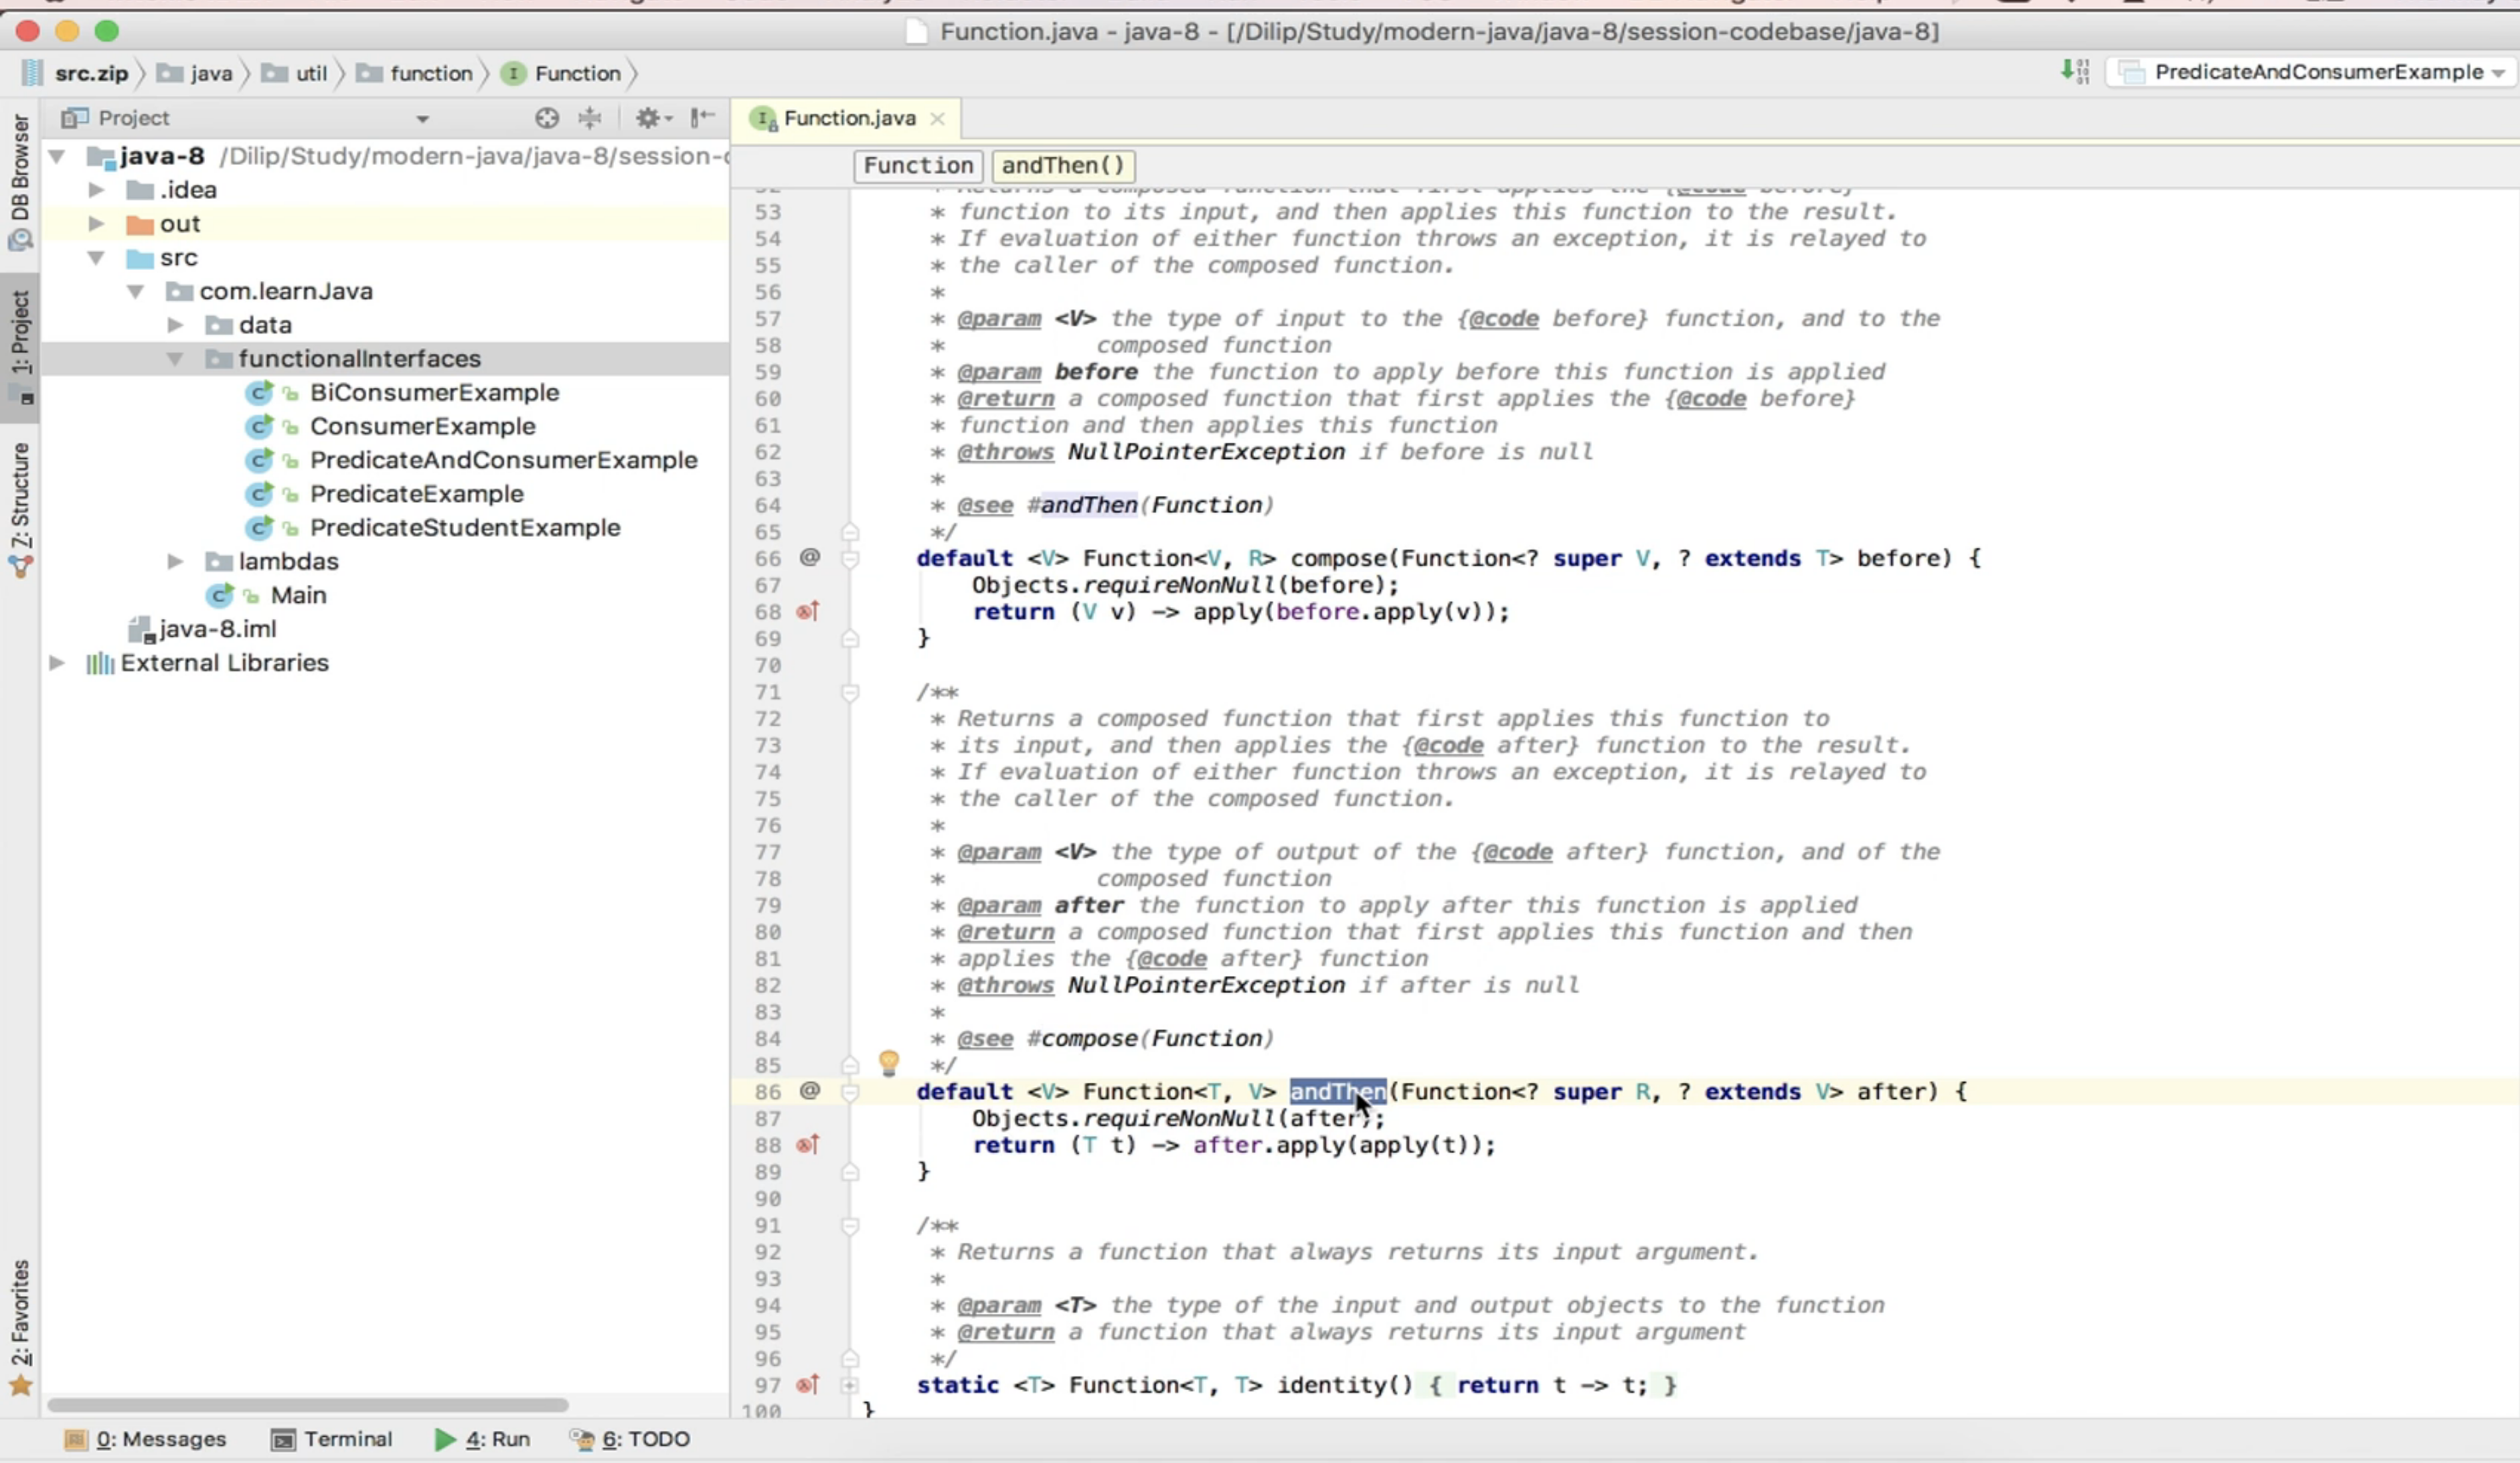 Function.java - java-8 - [/Dilip/Study/modern-java/java-8/session-codebase/java-8]
src.zip java util function I Function PredicateAndConsumerExample
Project
Function.java
Function andThen()
DB Browser
1: Project
7: Structure
2: Favorites
java-8 /Dilip/Study/modern-java/java-8/session-
.idea
out
src
com.learnJava
data
functionalInterfaces
BiConsumerExample
ConsumerExample
PredicateAndConsumerExample
PredicateExample
PredicateStudentExample
lambdas
Main
java-8.iml
External Libraries
52 * Returns a composed function that first applies the {@code before}
53 * function to its input, and then applies this function to the result.
54 * If evaluation of either function throws an exception, it is relayed to
55 * the caller of the composed function.
56 *
57 * @param <V> the type of input to the {@code before} function, and to the
58 * composed function
59 * @param before the function to apply before this function is applied
60 * @return a composed function that first applies the {@code before}
61 * function and then applies this function
62 * @throws NullPointerException if before is null
63 *
64 * @see #andThen(Function)
65 */
66 @ default <V> Function<V, R> compose(Function<? super V, ? extends T> before) {
67 Objects.requireNonNull(before);
68 return (V v) -> apply(before.apply(v));
69 }
70
71 /**
72 * Returns a composed function that first applies this function to
73 * its input, and then applies the {@code after} function to the result.
74 * If evaluation of either function throws an exception, it is relayed to
75 * the caller of the composed function.
76 *
77 * @param <V> the type of output of the {@code after} function, and of the
78 * composed function
79 * @param after the function to apply after this function is applied
80 * @return a composed function that first applies this function and then
81 * applies the {@code after} function
82 * @throws NullPointerException if after is null
83 *
84 * @see #compose(Function)
85 */
86 @ default <V> Function<T, V> andThen(Function<? super R, ? extends V> after) {
87 Objects.requireNonNull(after);
88 return (T t) -> after.apply(apply(t));
89 }
90
91 /**
92 * Returns a function that always returns its input argument.
93 *
94 * @param <T> the type of the input and output objects to the function
95 * @return a function that always returns its input argument
96 */
97 static <T> Function<T, T> identity() { return t -> t; }
100 }
0: Messages Terminal 4: Run 6: TODO